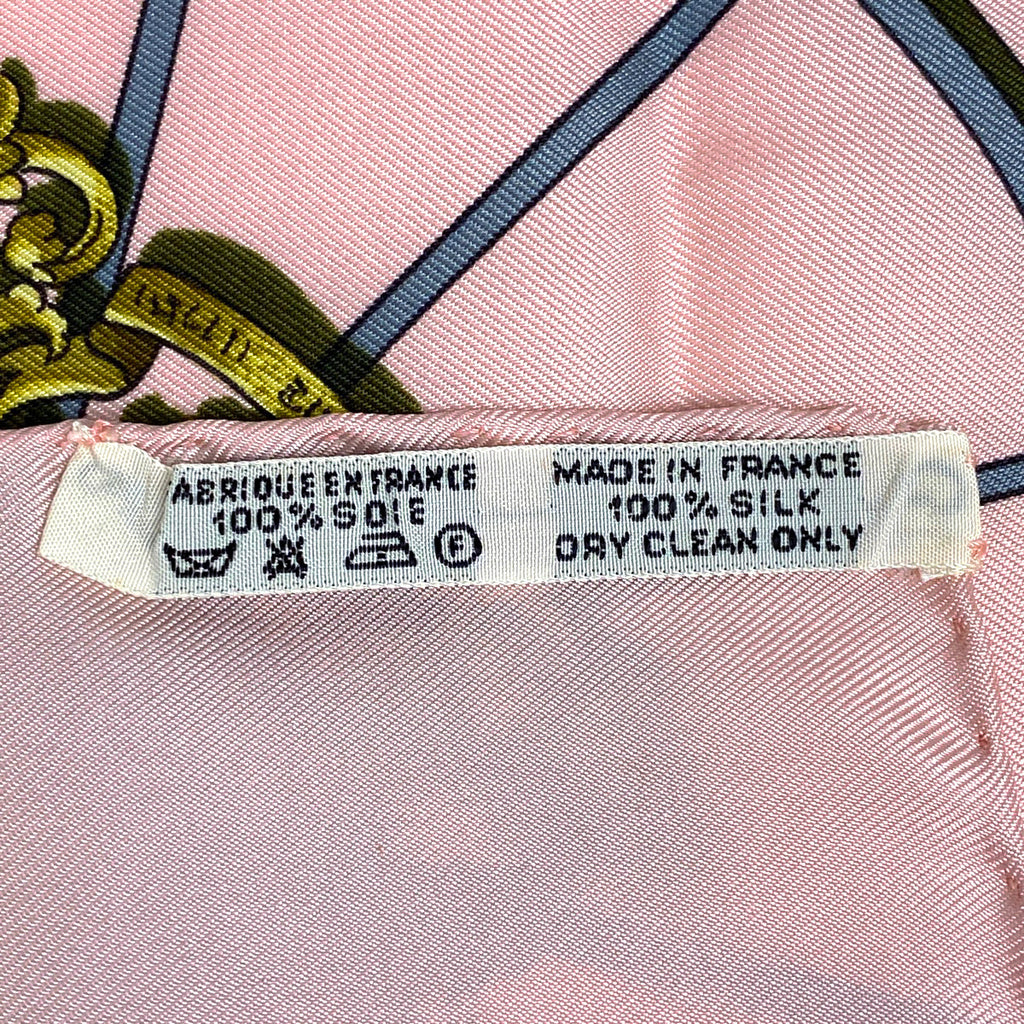 ABRIQUE EN FRANCE
100% SOIE
F
MADE IN FRANCE
100% SILK
DRY CLEAN ONLY